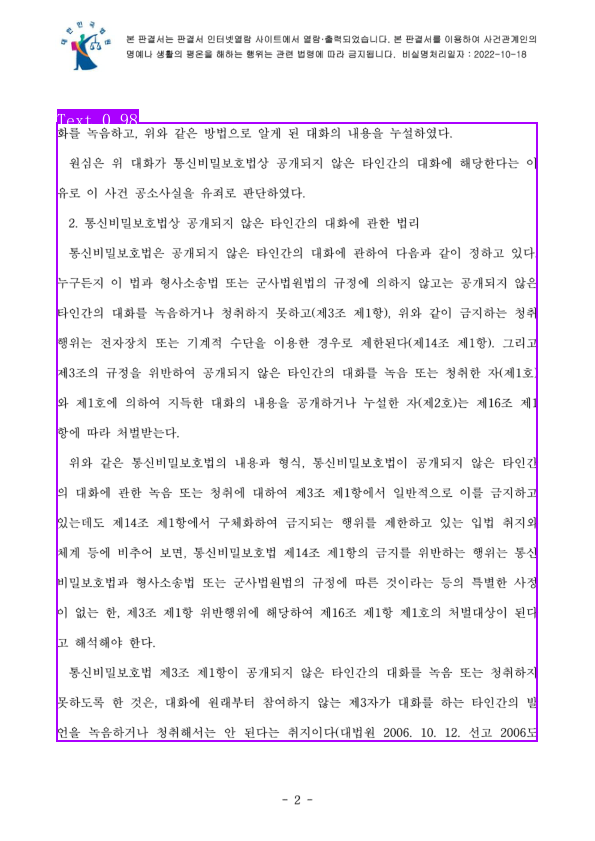 대한민국법원
본 판결서는 판결서 인터넷열람 사이트에서 열람·출력되었습니다. 본 판결서를 이용하여 사건관계인의
명예나 생활의 평온을 해하는 행위는 관련 법령에 따라 금지됩니다. 비실명처리일자 : 2022-10-18
Text 0.98
화를 녹음하고, 위와 같은 방법으로 알게 된 대화의 내용을 누설하였다.
원심은 위 대화가 통신비밀보호법상 공개되지 않은 타인간의 대화에 해당한다는 이
유로 이 사건 공소사실을 유죄로 판단하였다.
2. 통신비밀보호법상 공개되지 않은 타인간의 대화에 관한 법리
통신비밀보호법은 공개되지 않은 타인간의 대화에 관하여 다음과 같이 정하고 있다.
누구든지 이 법과 형사소송법 또는 군사법원법의 규정에 의하지 않고는 공개되지 않은
타인간의 대화를 녹음하거나 청취하지 못하고(제3조 제1항), 위와 같이 금지하는 청취
행위는 전자장치 또는 기계적 수단을 이용한 경우로 제한된다(제14조 제1항). 그리고
제3조의 규정을 위반하여 공개되지 않은 타인간의 대화를 녹음 또는 청취한 자(제1호)
와 제1호에 의하여 지득한 대화의 내용을 공개하거나 누설한 자(제2호)는 제16조 제1
항에 따라 처벌받는다.
위와 같은 통신비밀보호법의 내용과 형식, 통신비밀보호법이 공개되지 않은 타인간
의 대화에 관한 녹음 또는 청취에 대하여 제3조 제1항에서 일반적으로 이를 금지하고
있는데도 제14조 제1항에서 구체화하여 금지되는 행위를 제한하고 있는 입법 취지와
체계 등에 비추어 보면, 통신비밀보호법 제14조 제1항의 금지를 위반하는 행위는 통신
비밀보호법과 형사소송법 또는 군사법원법의 규정에 따른 것이라는 등의 특별한 사정
이 없는 한, 제3조 제1항 위반행위에 해당하여 제16조 제1항 제1호의 처벌대상이 된다
고 해석해야 한다.
통신비밀보호법 제3조 제1항이 공개되지 않은 타인간의 대화를 녹음 또는 청취하지
못하도록 한 것은, 대화에 원래부터 참여하지 않는 제3자가 대화를 하는 타인간의 발
언을 녹음하거나 청취해서는 안 된다는 취지이다(대법원 2006. 10. 12. 선고 2006도
- 2 -